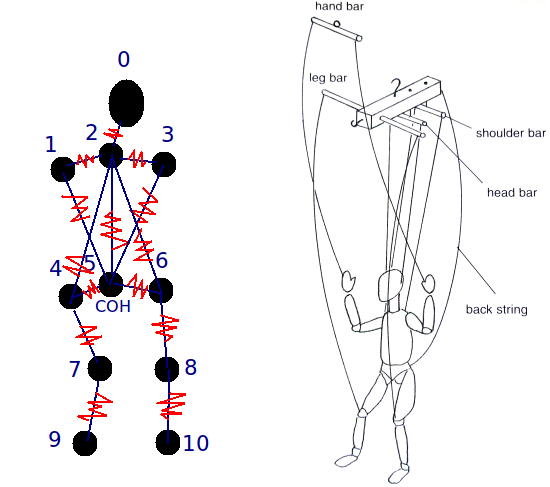 0
1
2
3
4
5
6
COH
7
8
9
10
hand bar
leg bar
shoulder bar
head bar
back string